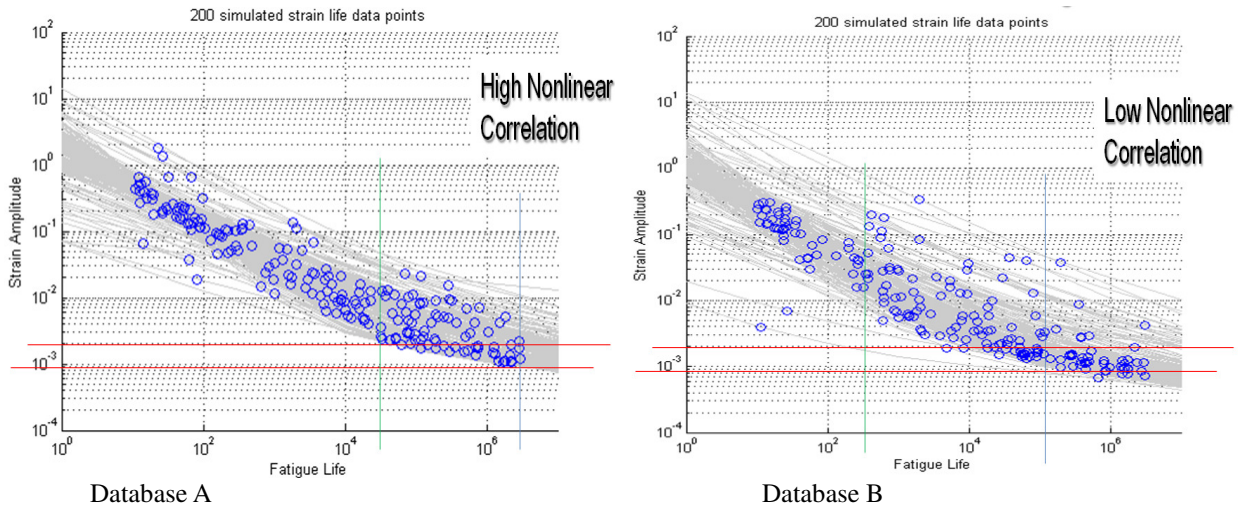 200 simulated strain life data points
High Nonlinear
Correlation
Strain Amplitude
10^2
10^1
10^0
10^-1
10^-2
10^-3
10^-4
10^0
10^2
10^4
10^6
Fatigue Life
Database A
200 simulated strain life data points
Low Nonlinear
Correlation
Strain Amplitude
10^2
10^1
10^0
10^-1
10^-2
10^-3
10^-4
10^0
10^2
10^4
10^6
Fatigue Life
Database B